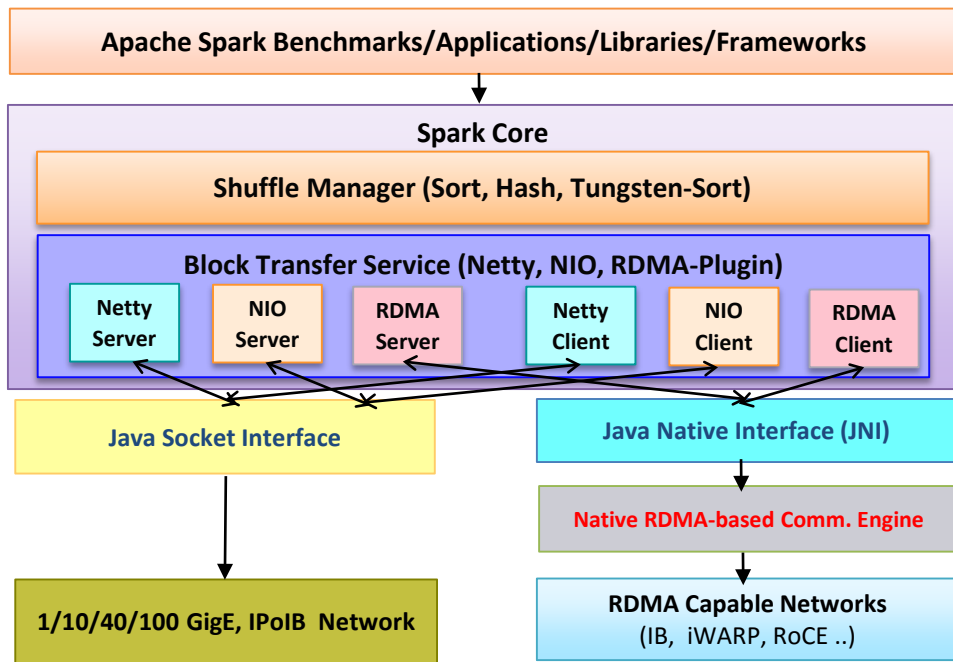 Apache Spark Benchmarks/Applications/Libraries/Frameworks
Spark Core
Shuffle Manager (Sort, Hash, Tungsten-Sort)
Block Transfer Service (Netty, NIO, RDMA-Plugin)
Netty
Server
NIO
Server
RDMA
Server
Netty
Client
NIO
Client
RDMA
Client
Java Socket Interface
Java Native Interface (JNI)
Native RDMA-based Comm. Engine
1/10/40/100 GigE, IPoIB Network
RDMA Capable Networks
(IB, iWARP, RoCE ..)